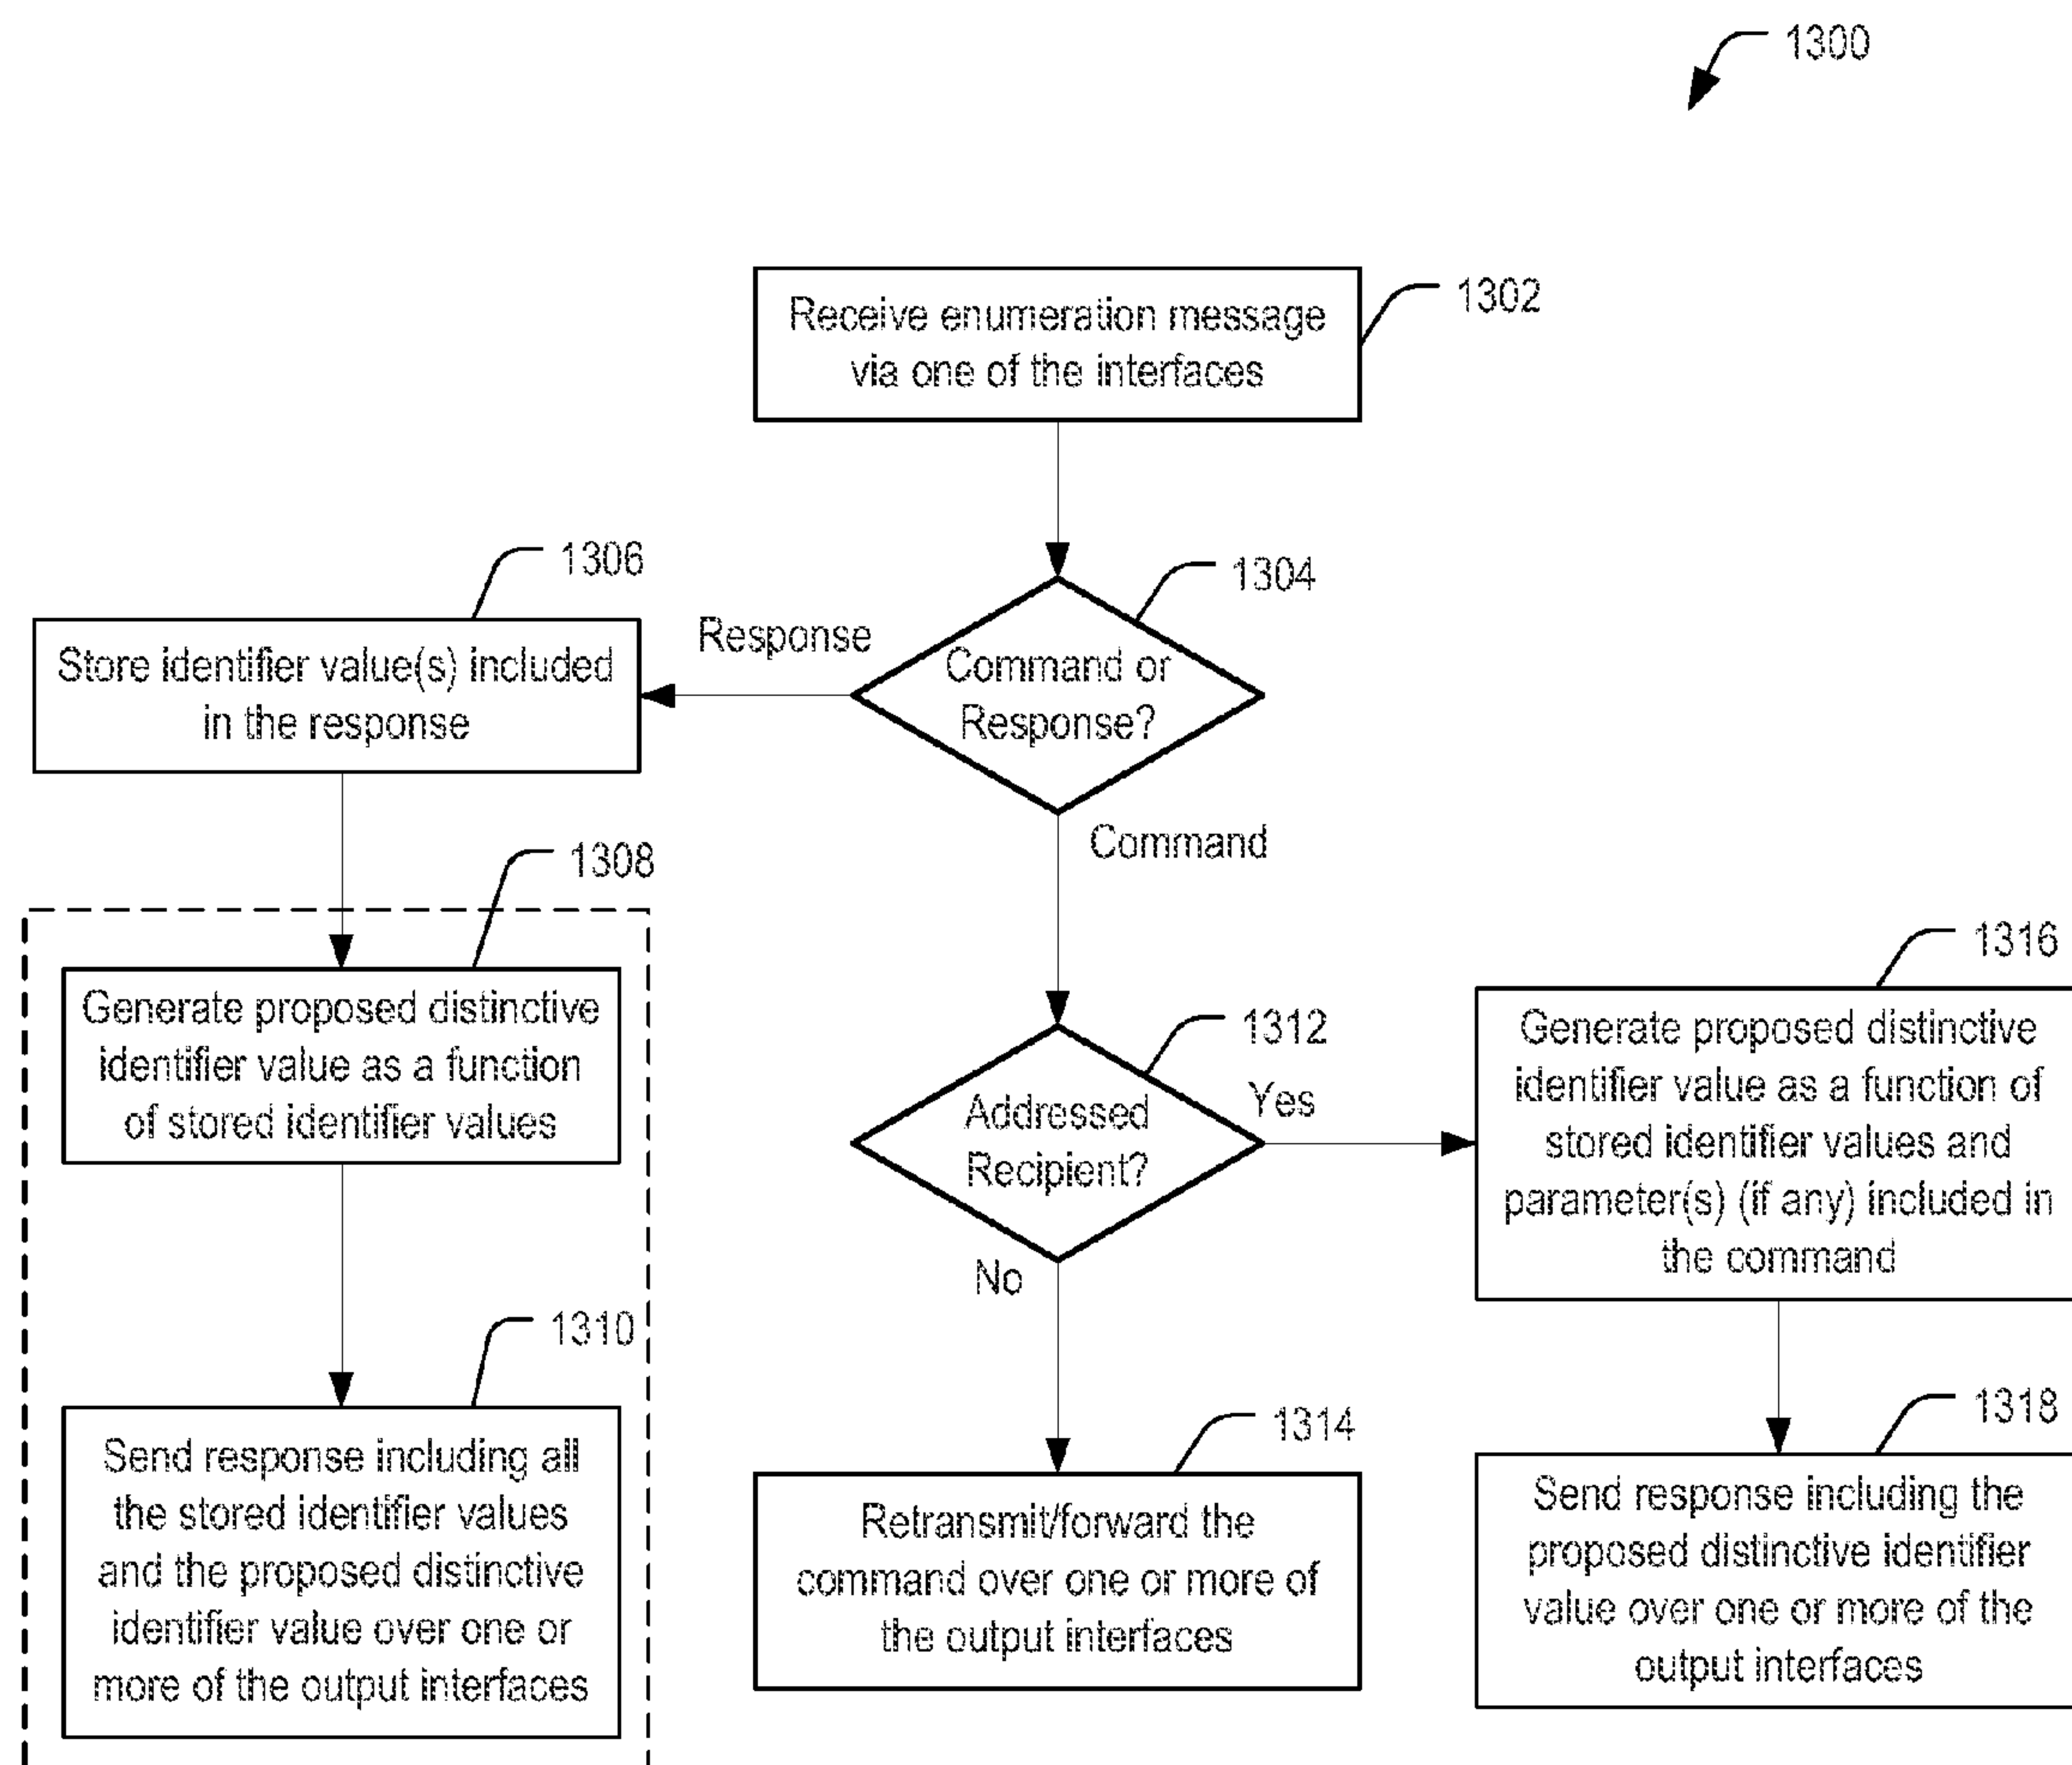 1300
Receive enumeration message
via one of the interfaces
1302
1304
Command or
Response?
Response
1306
Store identifier value(s) included
in the response
1308
Generate proposed distinctive
identifier value as a function
of stored identifier values
1310
Send response including all
the stored identifier values
and the proposed distinctive
identifier value over one or
more of the output interfaces
Command
1312
Addressed
Recipient?
Yes
No
1314
Retransmit/forward the
command over one or more of
the output interfaces
1316
Generate proposed distinctive
identifier value as a function of
stored identifier values and
parameter(s) (if any) included in
the command
1318
Send response including the
proposed distinctive identifier
value over one or more of the
output interfaces